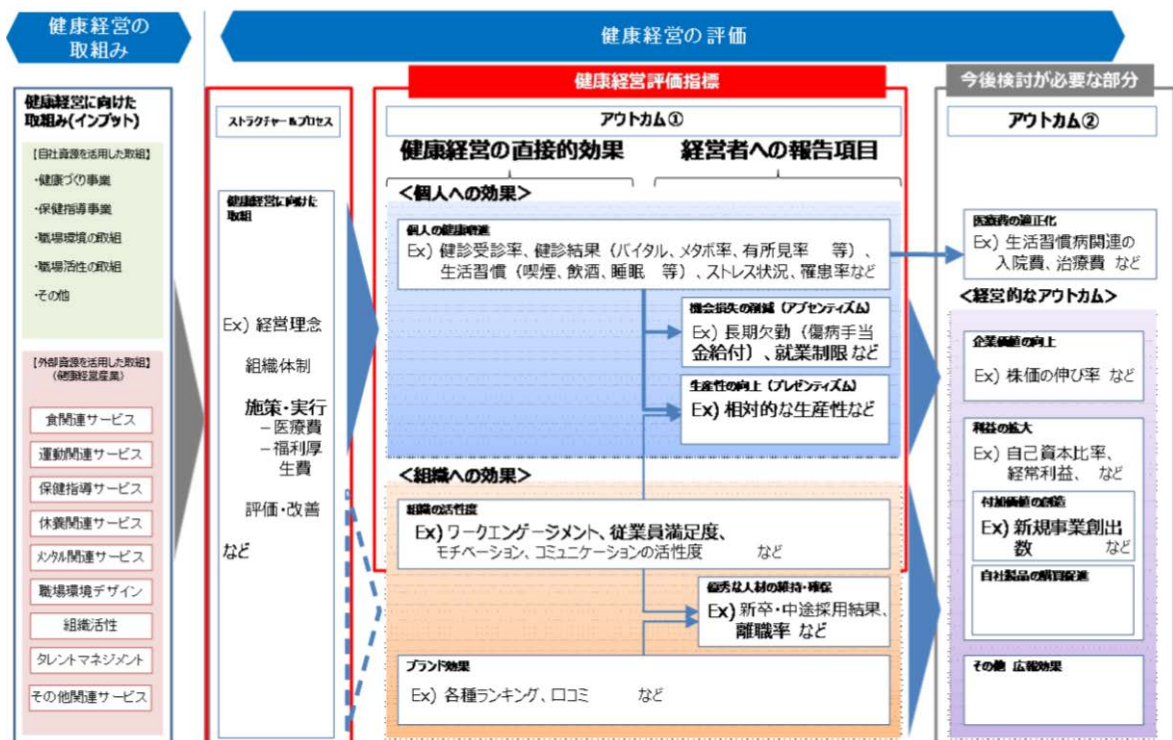 健康経営の
取組み
健康経営の評価
健康経営に向けた
取組み(インプット)
【自社資源を活用した取組】
・健康づくり事業
・保健指導事業
・職場環境の取組
・職場活性の取組
・その他
【外部資源を活用した取組】
(健康経営産業)
食関連サービス
運動関連サービス
保健指導サービス
休養関連サービス
メンタル関連サービス
職場環境デザイン
組織活性
タレントマネジメント
その他関連サービス
ストラクチャー&プロセス
健康経営に向けた
取組
Ex) 経営理念
組織体制
施策・実行
－医療費
－福利厚
生費
評価・改善
など
健康経営評価指標
アウトカム①
健康経営の直接的効果
経営者への報告項目
<個人への効果>
個人の健康増進
Ex) 健診受診率、健診結果（バイタル、メタボ率、有所見率 等）、
生活習慣（喫煙、飲酒、睡眠 等）、ストレス状況、罹患率など
機会損失の削減（アブセンティズム）
Ex) 長期欠勤（傷病手当
金給付）、就業制限 など
生産性の向上（プレゼンティズム）
Ex) 相対的な生産性など
<組織への効果>
組織の活性度
Ex) ワークエンゲージメント、従業員満足度、
モチベーション、コミュニケーションの活性度 など
優秀な人材の維持・確保
Ex) 新卒・中途採用結果、
離職率 など
ブランド効果
Ex) 各種ランキング、口コミ など
今後検討が必要な部分
アウトカム②
医療費の適正化
Ex) 生活習慣病関連の
入院費、治療費 など
<経営的なアウトカム>
企業価値の向上
Ex) 株価の伸び率 など
利益の拡大
Ex) 自己資本比率、
経常利益、 など
付加価値の創造
Ex) 新規事業創出
数 など
自社製品の購買促進
その他 広報効果